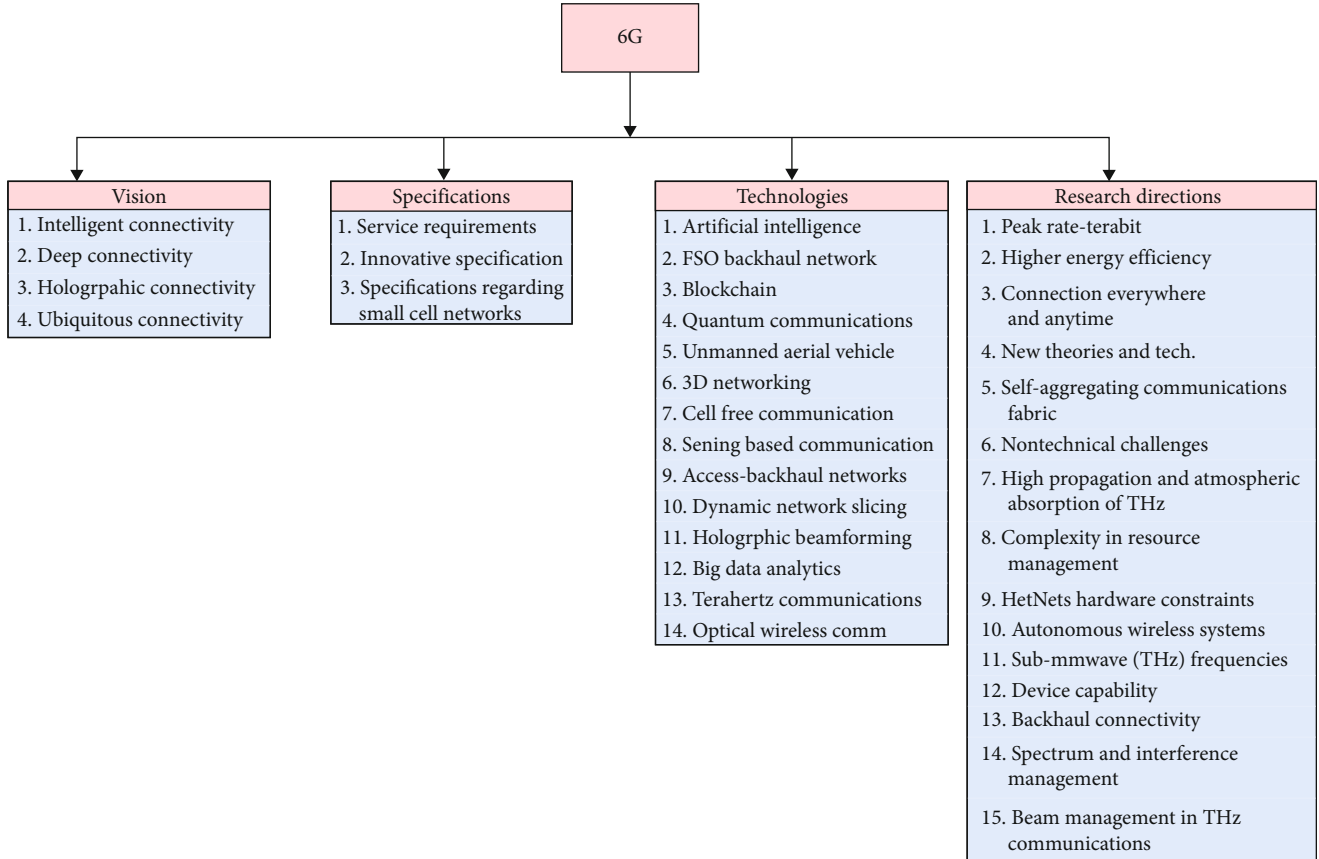 6G
Vision
1. Intelligent connectivity
2. Deep connectivity
3. Hologrpahic connectivity
4. Ubiquitous connectivity
Specifications
1. Service requirements
2. Innovative specification
3. Specifications regarding
small cell networks
Technologies
1. Artificial intelligence
2. FSO backhaul network
3. Blockchain
4. Quantum communications
5. Unmanned aerial vehicle
6. 3D networking
7. Cell free communication
8. Sening based communication
9. Access-backhaul networks
10. Dynamic network slicing
11. Hologrphic beamforming
12. Big data analytics
13. Terahertz communications
14. Optical wireless comm
Research directions
1. Peak rate-terabit
2. Higher energy efficiency
3. Connection everywhere
and anytime
4. New theories and tech.
5. Self-aggregating communications
fabric
6. Nontechnical challenges
7. High propagation and atmospheric
absorption of THz
8. Complexity in resource
management
9. HetNets hardware constraints
10. Autonomous wireless systems
11. Sub-mmwave (THz) frequencies
12. Device capability
13. Backhaul connectivity
14. Spectrum and interference
management
15. Beam management in THz
communications